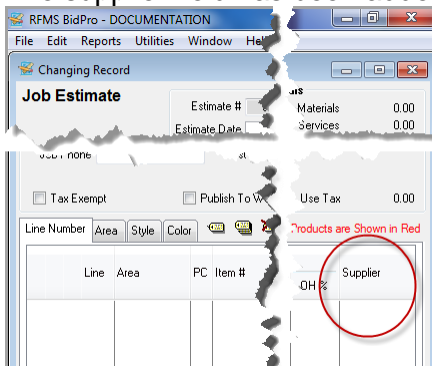 RFMS BidPro - DOCUMENTATION
File Edit Reports Utilities Window
Changing Record
Job Estimate
Estimate # Materials 0.00
Estimate Date Services 0.00
Tax Exempt Publish To Use Tax 0.00
Line Number Area Style Color Products are Shown in Red
Line Area PC Item # OH % Supplier